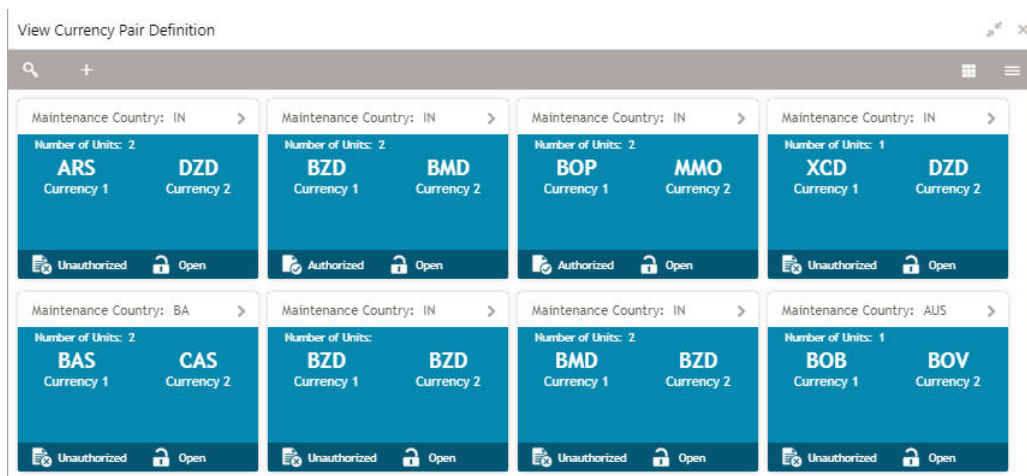 View Currency Pair Definition
Maintenance Country: IN
Number of Units: 2
ARS DZD
Currency 1 Currency 2
Unauthorized Open
Maintenance Country: IN
Number of Units: 2
BZD BMD
Currency 1 Currency 2
Authorized Open
Maintenance Country: IN
Number of Units: 2
BOP MMO
Currency 1 Currency 2
Authorized Open
Maintenance Country: IN
Number of Units: 1
XCD DZD
Currency 1 Currency 2
Unauthorized Open
Maintenance Country: BA
Number of Units: 2
BAS CAS
Currency 1 Currency 2
Unauthorized Open
Maintenance Country: IN
Number of Units:
BZD BZD
Currency 1 Currency 2
Unauthorized Open
Maintenance Country: IN
Number of Units: 2
BMD BZD
Currency 1 Currency 2
Unauthorized Open
Maintenance Country: AUS
Number of Units: 1
BOB BOV
Currency 1 Currency 2
Unauthorized Open